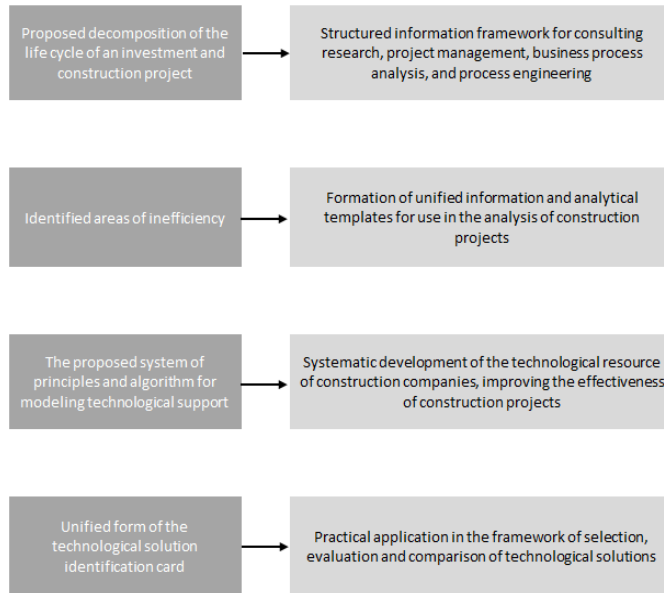 Proposed decomposition of the
life cycle of an investment and
construction project
Structured information framework for consulting
research, project management, business process
analysis, and process engineering
Identified areas of inefficiency
Formation of unified information and analytical
templates for use in the analysis of construction
projects
The proposed system of
principles and algorithm for
modeling technological support
Systematic development of the technological resource
of construction companies, improving the effectiveness
of construction projects
Unified form of the
technological solution
identification card
Practical application in the framework of selection,
evaluation and comparison of technological solutions